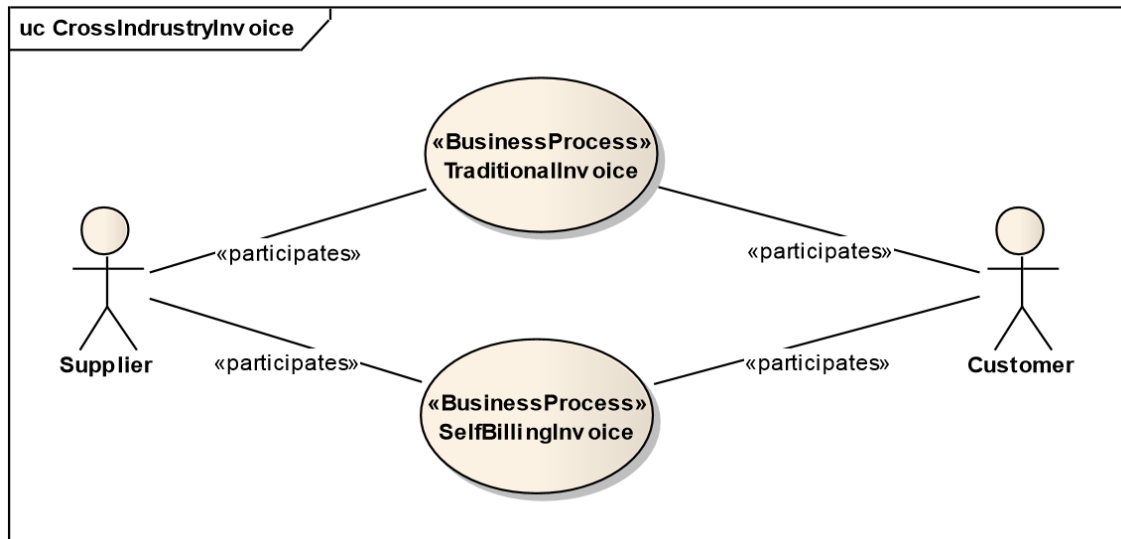 uc CrossIndrustryInvoice
«BusinessProcess»
TraditionalInvoice
«participates»
«participates»
Supplier
Customer
«participates»
«participates»
«BusinessProcess»
SelfBillingInvoice